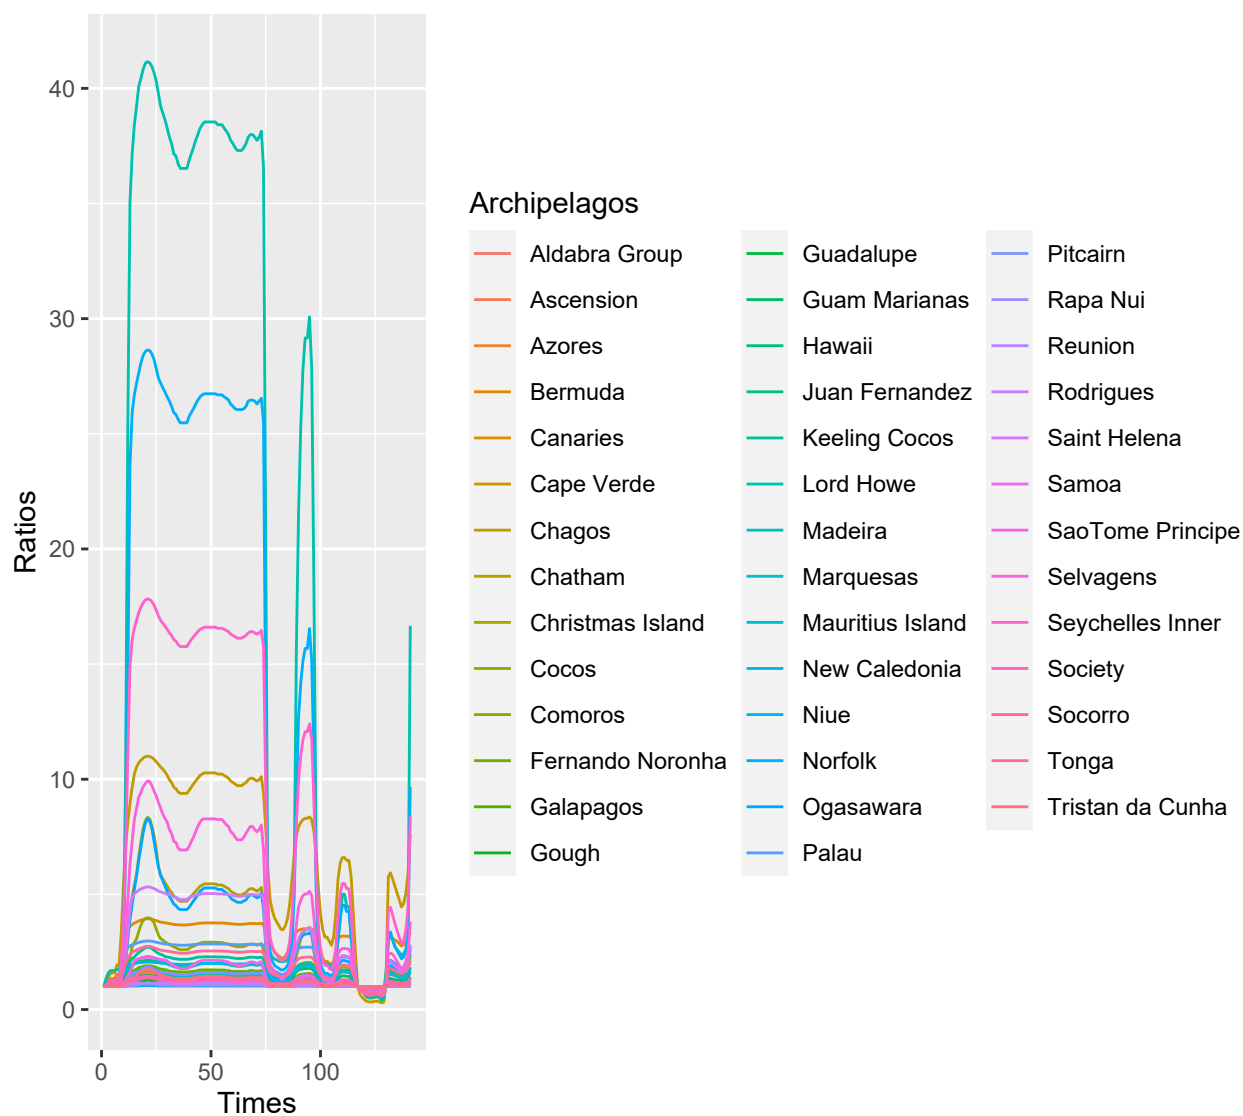 40
30
20
10
0
Ratios
0 50 100
Times
Archipelagos
Aldabra Group
Ascension
Azores
Bermuda
Canaries
Cape Verde
Chagos
Chatham
Christmas Island
Cocos
Comoros
Fernando Noronha
Galapagos
Gough
Guadalupe
Guam Marianas
Hawaii
Juan Fernandez
Keeling Cocos
Lord Howe
Madeira
Marquesas
Mauritius Island
New Caledonia
Niue
Norfolk
Ogasawara
Palau
Pitcairn
Rapa Nui
Reunion
Rodrigues
Saint Helena
Samoa
SaoTome Principe
Selvagens
Seychelles Inner
Society
Socorro
Tonga
Tristan da Cunha